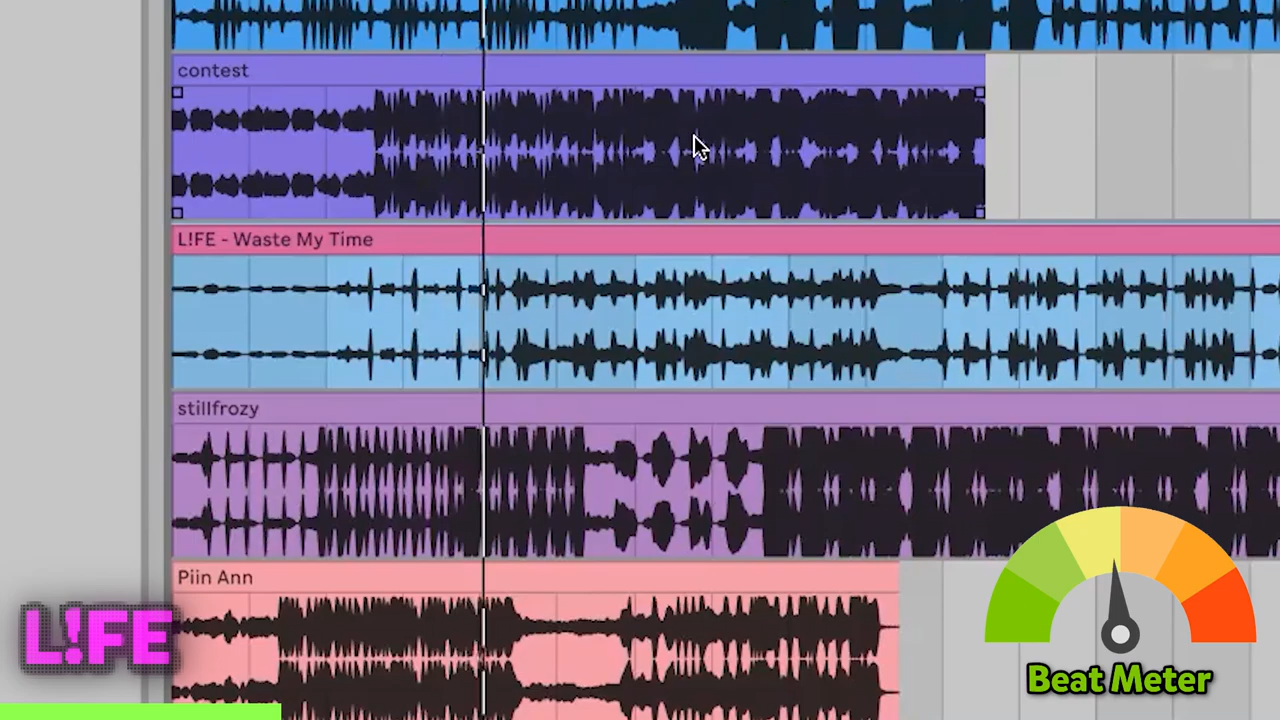 contest
L!FE - Waste My Time
stillfrozy
Piin Ann
L!FE
Beat Meter